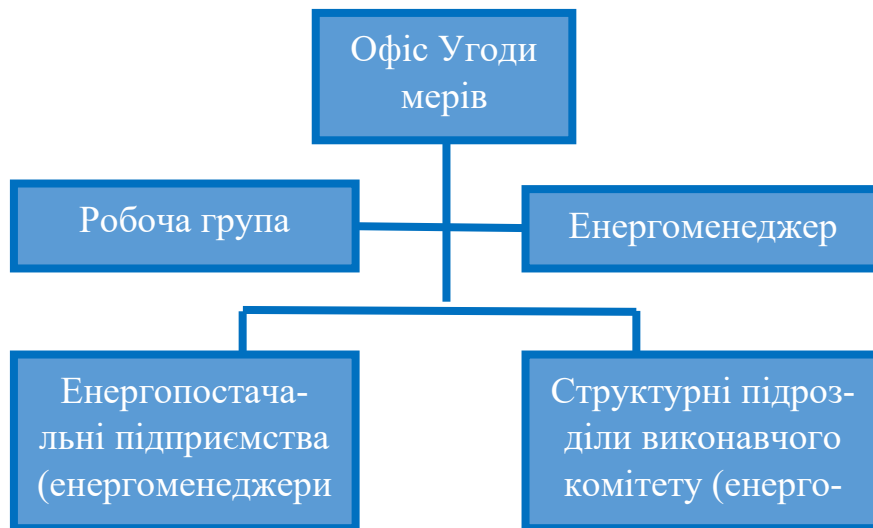 Офіс Угоди
мерів
Робоча група
Енергоменеджер
Енергопостача-
льні підприємства
(енергоменеджери
Структурні підроз-
діли виконавчого
комітету (енерго-